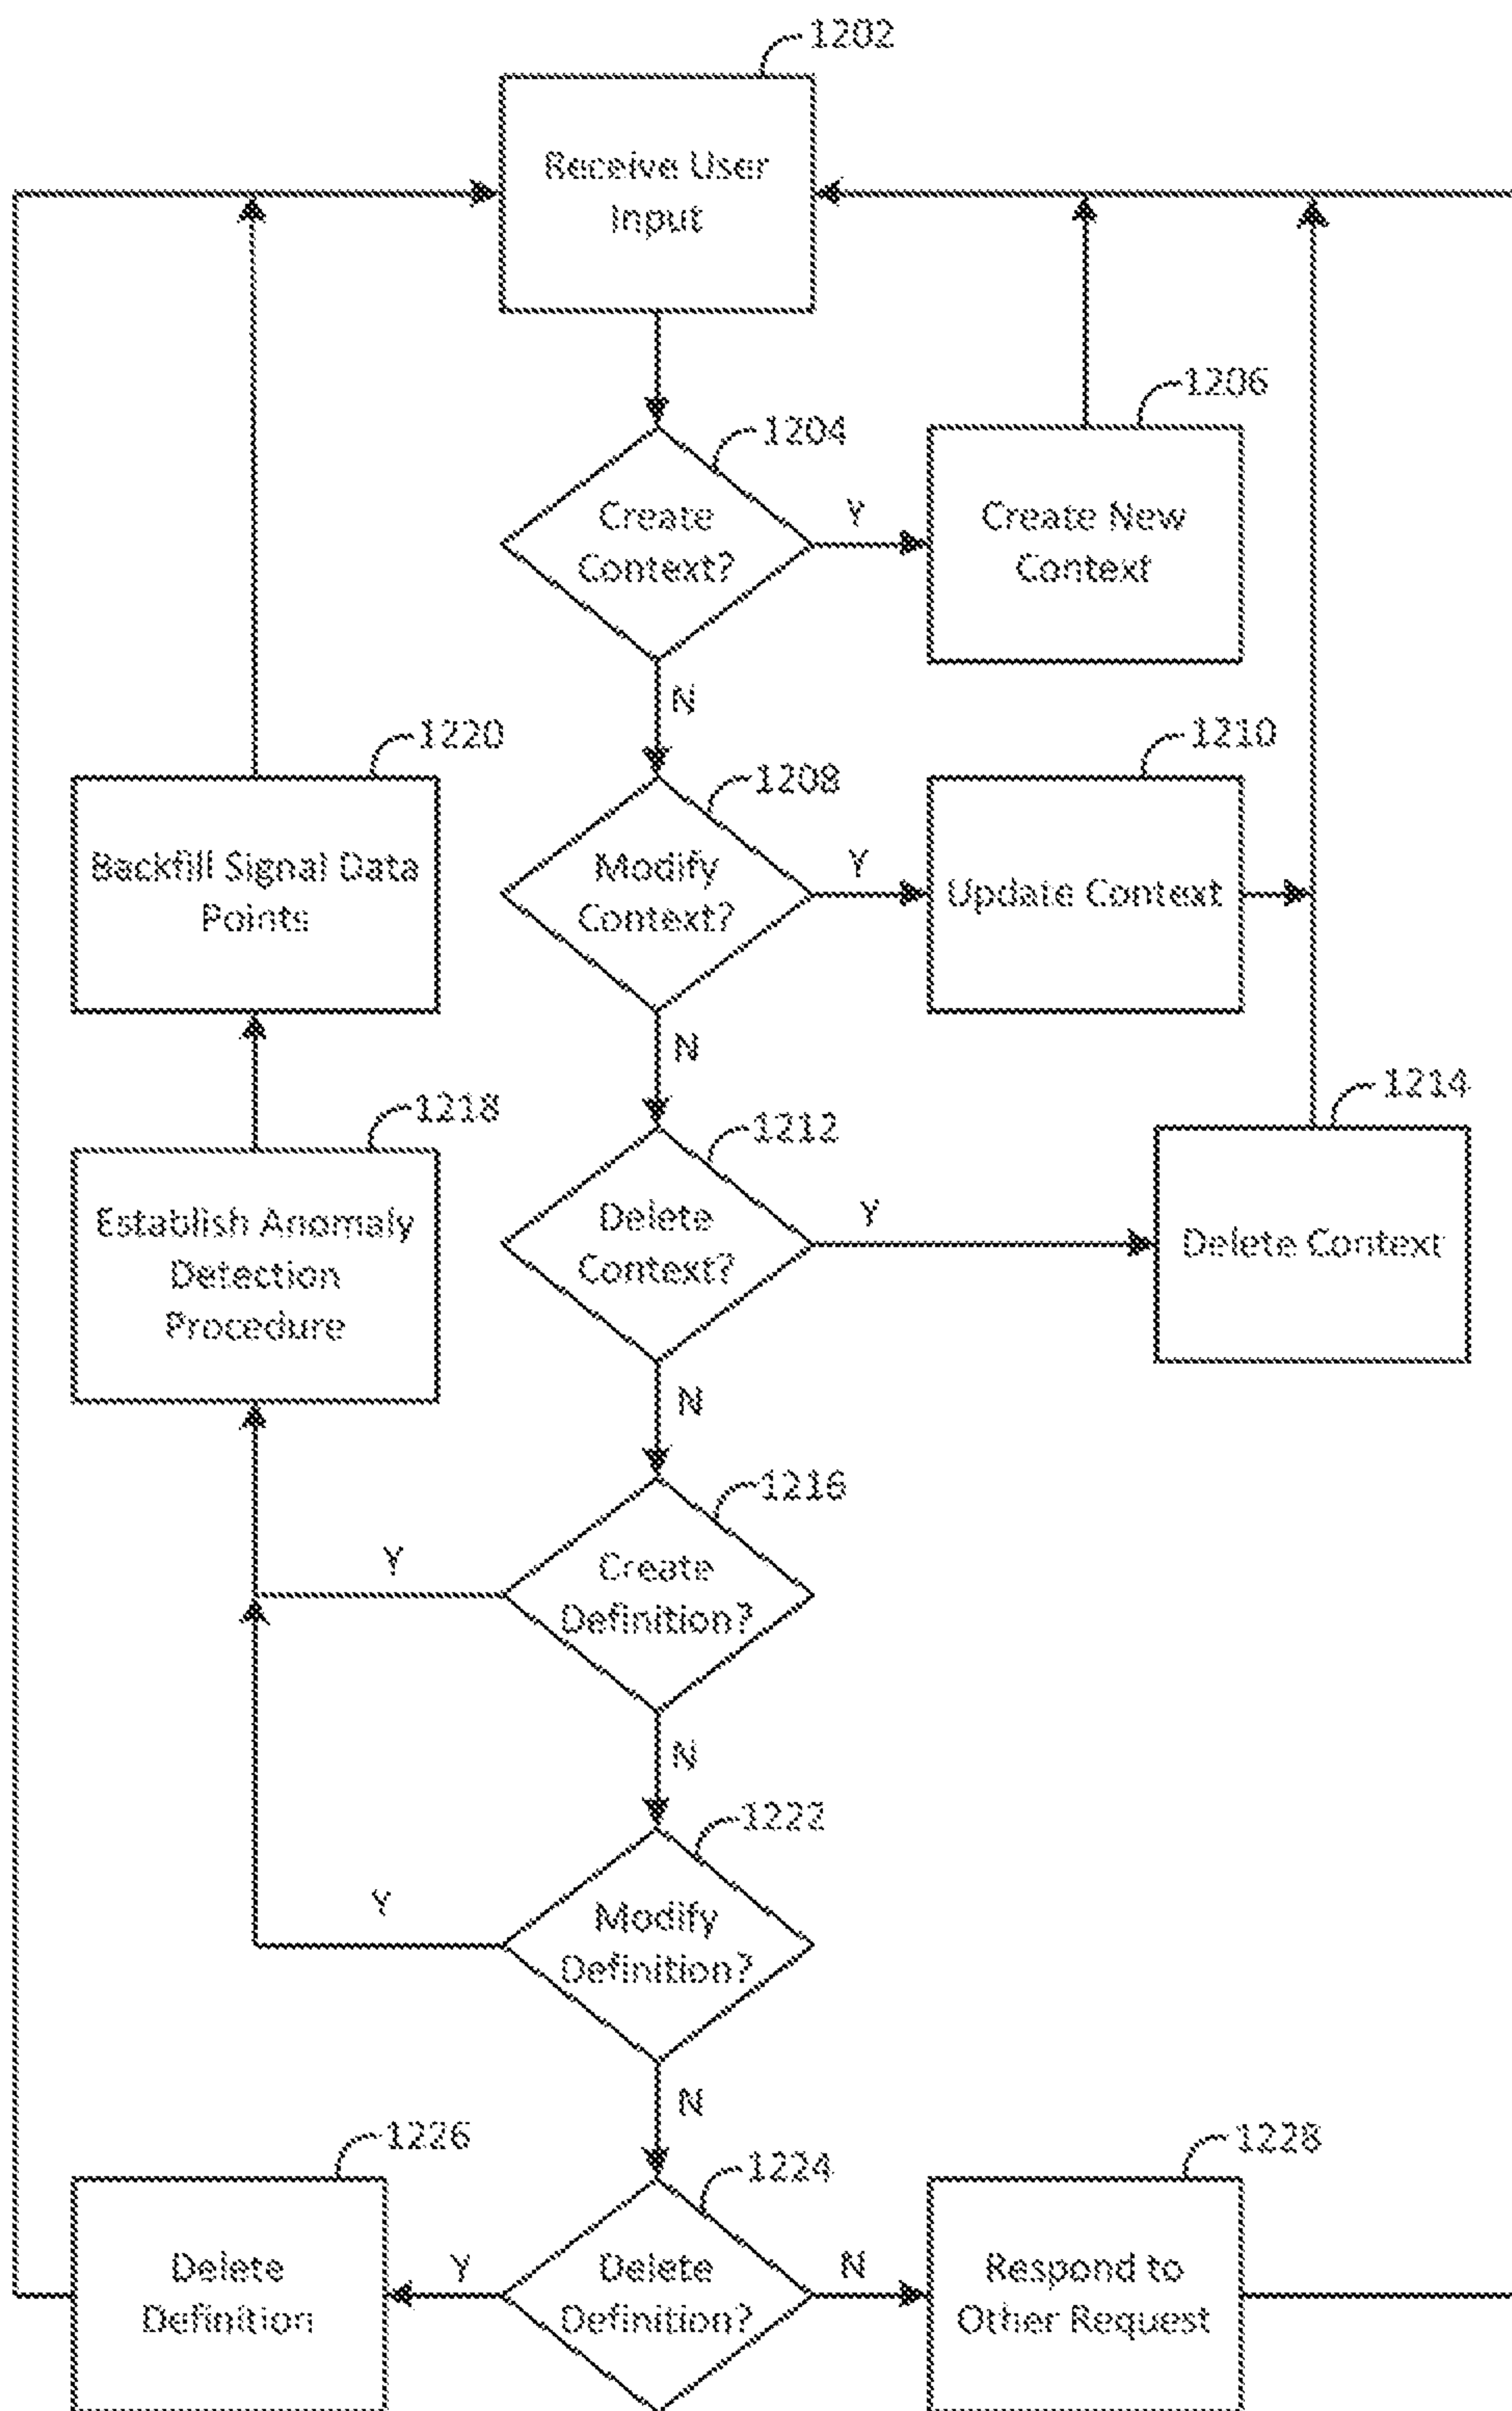 1202
Receive User
Input
1204
Create
Context?
Y
N
1206
Create New
Context
1208
Modify
Context?
Y
N
1210
Update Context
1220
Backfill Signal Data
Points
1212
Delete
Context?
Y
N
1214
Delete Context
1218
Establish Anomaly
Detection
Procedure
1216
Create
Definition?
Y
N
1222
Modify
Definition?
Y
N
1224
Delete
Definition?
Y
N
1226
Delete
Definition
1228
Respond to
Other Request